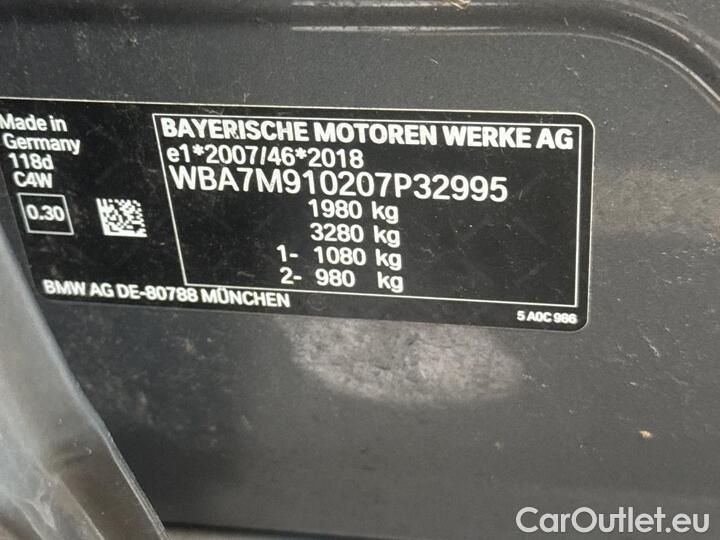 Made in
Germany
118d
C4W
0.30
BAYERISCHE MOTOREN WERKE AG
e1*2007/46*2018
WBA7M910207P32995
1980 kg
3280 kg
1- 1080 kg
2- 980 kg
BMW AG DE-80788 MÜNCHEN
5 A0C 986
CarOutlet.eu